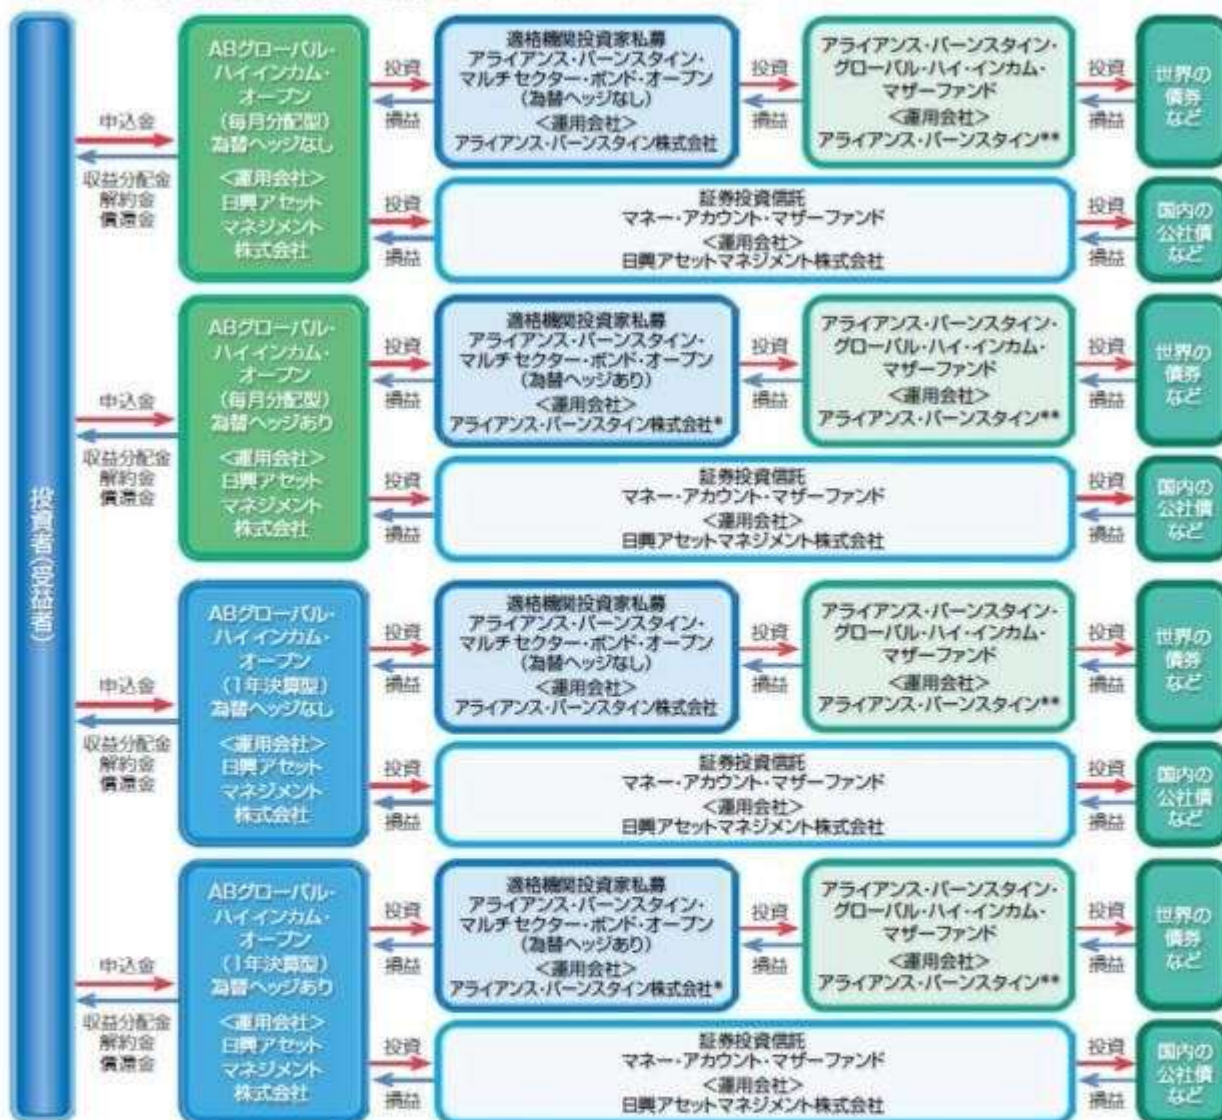 投資者(受益者)
申込金
収益分配金
解約金
償還金
ABグローバル・
ハイインカム・
オープン
(毎月分配型)
為替ヘッジなし
<運用会社>
日興アセット
マネジメント
株式会社
投資
損益
適格機関投資家私募
アライアンス・バーンスタイン・
マルチセクター・ボンド・オープン
(為替ヘッジなし)
<運用会社>
アライアンス・バーンスタイン株式会社
投資
損益
アライアンス・バーンスタイン・
グローバル・ハイ・インカム・
マザーファンド
<運用会社>
アライアンス・バーンスタイン**
投資
損益
世界の
債券
など
投資
損益
証券投資信託
マネー・アカウント・マザーファンド
<運用会社>
日興アセットマネジメント株式会社
投資
損益
国内の
公社債
など
申込金
収益分配金
解約金
償還金
ABグローバル・
ハイインカム・
オープン
(毎月分配型)
為替ヘッジあり
<運用会社>
日興アセット
マネジメント
株式会社
投資
損益
適格機関投資家私募
アライアンス・バーンスタイン・
マルチセクター・ボンド・オープン
(為替ヘッジあり)
<運用会社>
アライアンス・バーンスタイン株式会社*
投資
損益
アライアンス・バーンスタイン・
グローバル・ハイ・インカム・
マザーファンド
<運用会社>
アライアンス・バーンスタイン**
投資
損益
世界の
債券
など
投資
損益
証券投資信託
マネー・アカウント・マザーファンド
<運用会社>
日興アセットマネジメント株式会社
投資
損益
国内の
公社債
など
申込金
収益分配金
解約金
償還金
ABグローバル・
ハイインカム・
オープン
(1年決算型)
為替ヘッジなし
<運用会社>
日興アセット
マネジメント
株式会社
投資
損益
適格機関投資家私募
アライアンス・バーンスタイン・
マルチセクター・ボンド・オープン
(為替ヘッジなし)
<運用会社>
アライアンス・バーンスタイン株式会社
投資
損益
アライアンス・バーンスタイン・
グローバル・ハイ・インカム・
マザーファンド
<運用会社>
アライアンス・バーンスタイン**
投資
損益
世界の
債券
など
投資
損益
証券投資信託
マネー・アカウント・マザーファンド
<運用会社>
日興アセットマネジメント株式会社
投資
損益
国内の
公社債
など
申込金
収益分配金
解約金
償還金
ABグローバル・
ハイインカム・
オープン
(1年決算型)
為替ヘッジあり
<運用会社>
日興アセット
マネジメント
株式会社
投資
損益
適格機関投資家私募
アライアンス・バーンスタイン・
マルチセクター・ボンド・オープン
(為替ヘッジあり)
<運用会社>
アライアンス・バーンスタイン株式会社*
投資
損益
アライアンス・バーンスタイン・
グローバル・ハイ・インカム・
マザーファンド
<運用会社>
アライアンス・バーンスタイン**
投資
損益
世界の
債券
など
投資
損益
証券投資信託
マネー・アカウント・マザーファンド
<運用会社>
日興アセットマネジメント株式会社
投資
損益
国内の
公社債
など